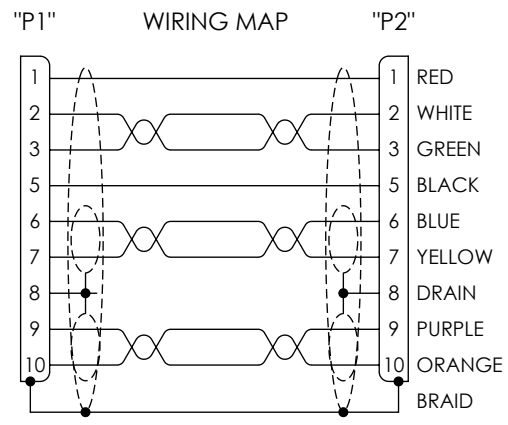 "P1" WIRING MAP "P2"
1 1 RED
2 2 WHITE
3 3 GREEN
5 5 BLACK
6 6 BLUE
7 7 YELLOW
8 8 DRAIN
9 9 PURPLE
10 10 ORANGE
BRAID